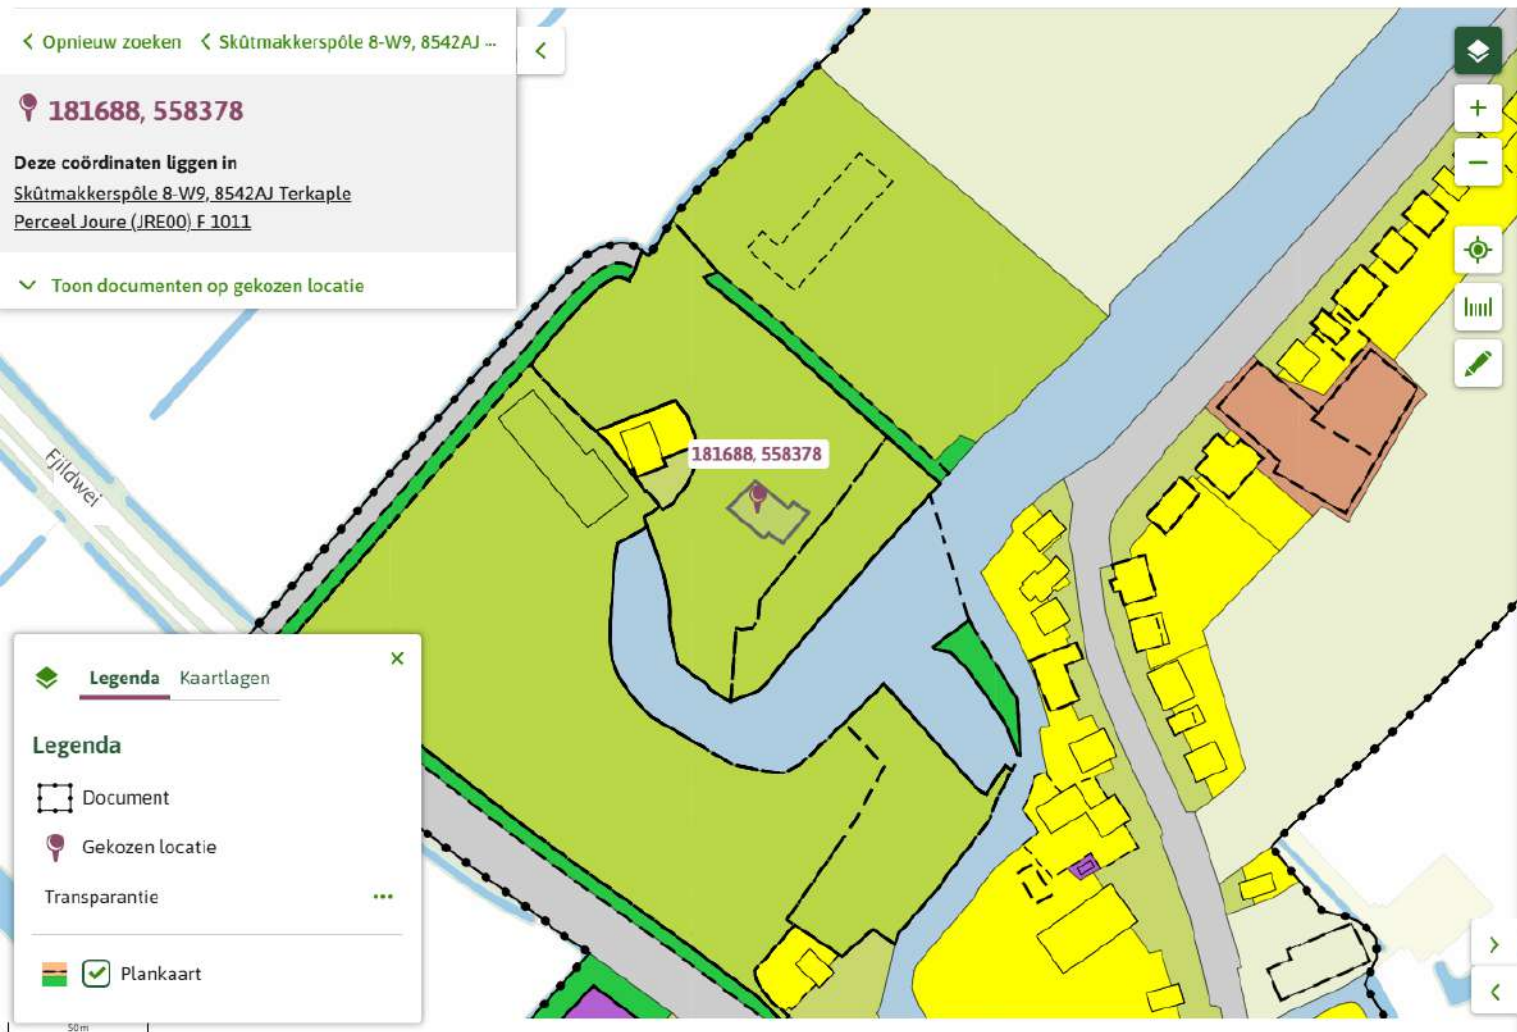 Opnieuw zoeken Skûtmakkerspôle 8-W9, 8542AJ ...
181688, 558378
Deze coördinaten liggen in
Skûtmakkerspôle 8-W9, 8542AJ Terkaple
Perceel Joure (JRE00) F 1011
Toon documenten op gekozen locatie
181688, 558378
Fjildwei
Legenda Kaartlagen
Legenda
Document
Gekozen locatie
Transparantie ...
Plankaart
50m